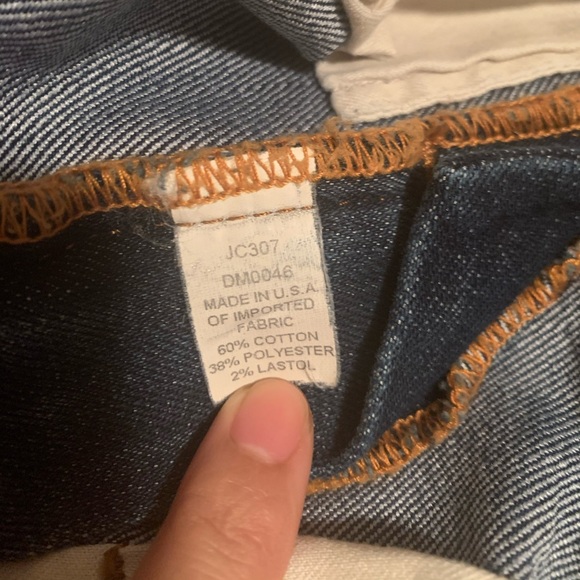 JC307
DM0046
MADE IN U.S.A
OF IMPORTED
FABRIC
60% COTTON
38% POLYESTER
2% LASTOL